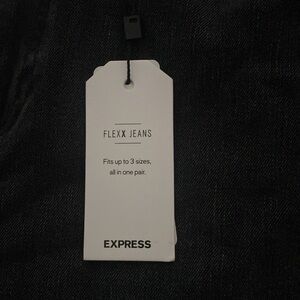 FLEXX JEANS
Fits up to 3 sizes,
all in one pair.
EXPRESS